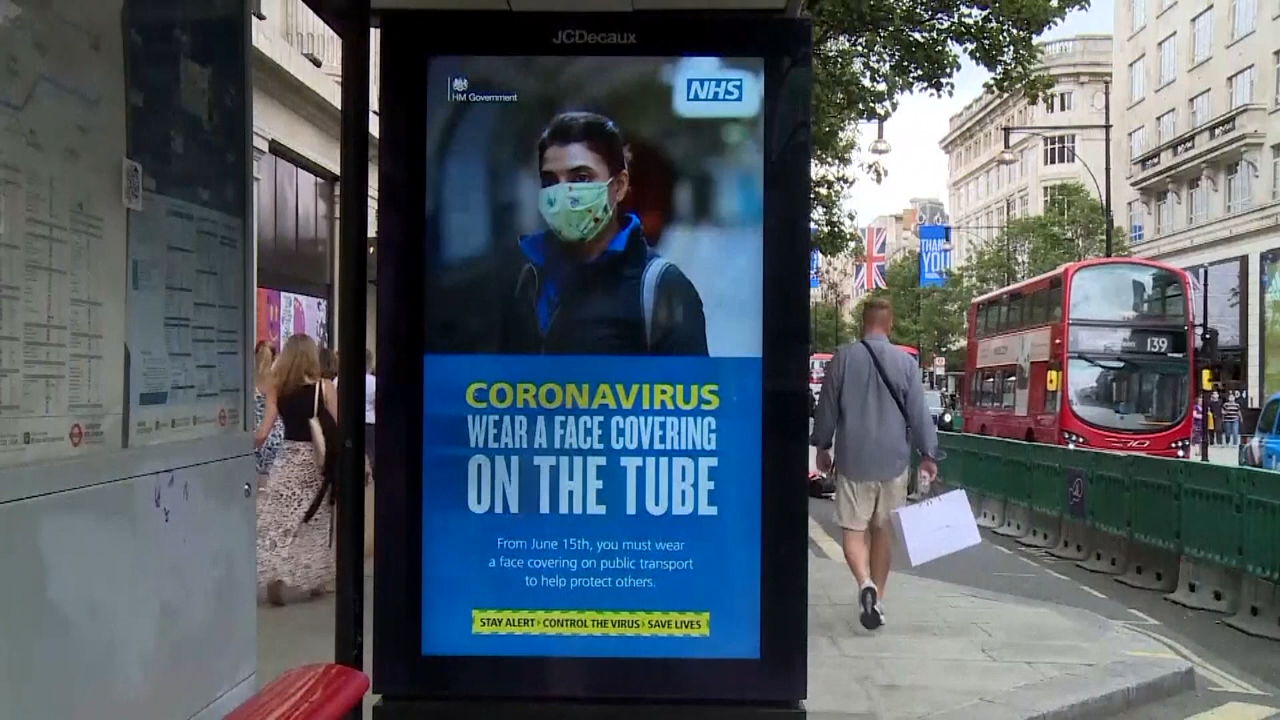 JCDecaux
HM Government
NHS
CORONAVIRUS
WEAR A FACE COVERING
ON THE TUBE
From June 15th, you must wear
a face covering on public transport
to help protect others.
STAY ALERT › CONTROL THE VIRUS › SAVE LIVES
THANK
YOU
139